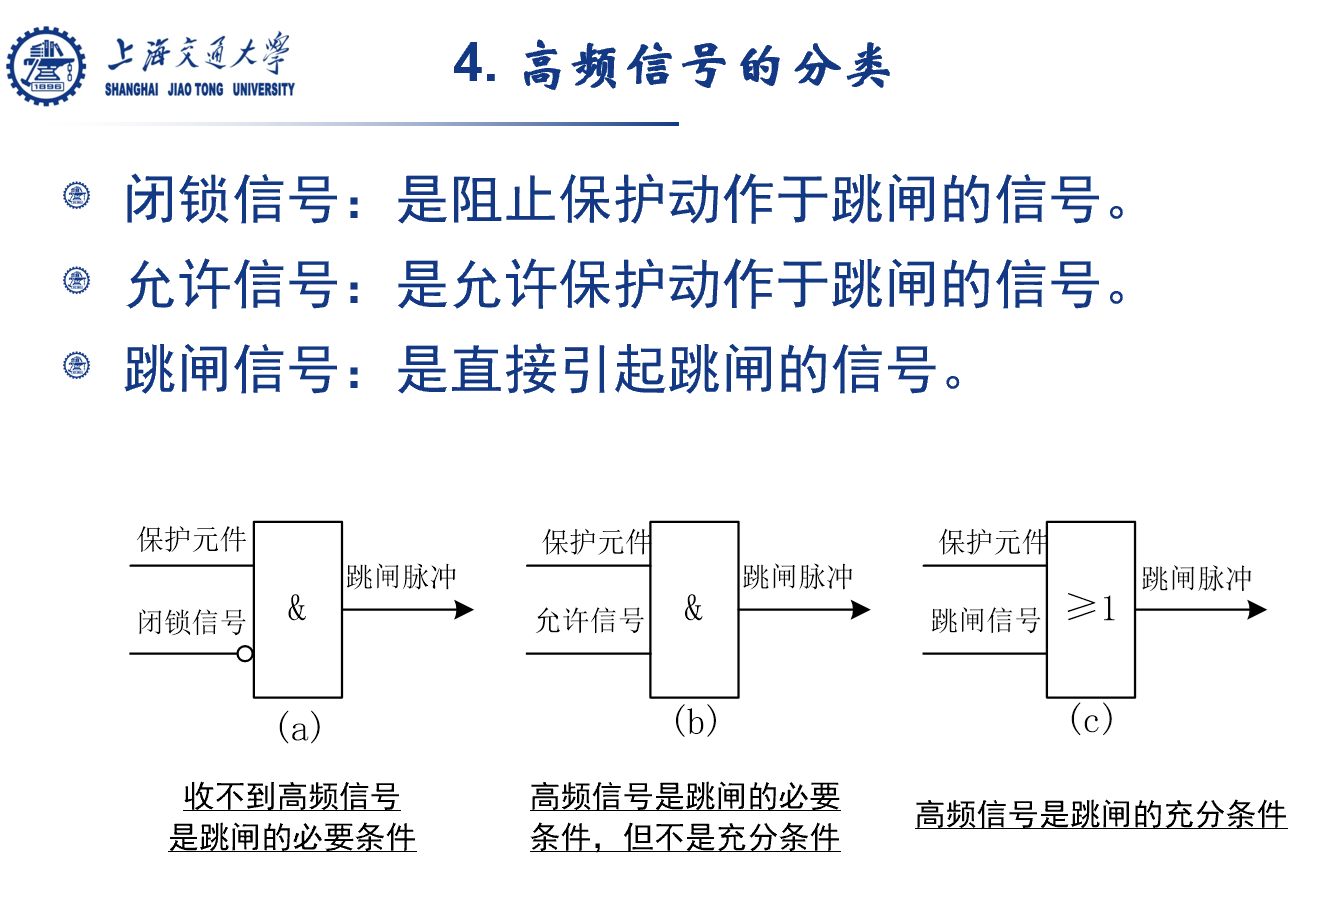 上海交通大学
SHANGHAI JIAO TONG UNIVERSITY
1896
4. 高频信号的分类
闭锁信号：是阻止保护动作于跳闸的信号。
允许信号：是允许保护动作于跳闸的信号。
跳闸信号：是直接引起跳闸的信号。
保护元件
闭锁信号
&
跳闸脉冲
(a)
保护元件
允许信号
&
跳闸脉冲
(b)
保护元件
跳闸信号
≥1
跳闸脉冲
(c)
收不到高频信号
是跳闸的必要条件
高频信号是跳闸的必要
条件，但不是充分条件
高频信号是跳闸的充分条件